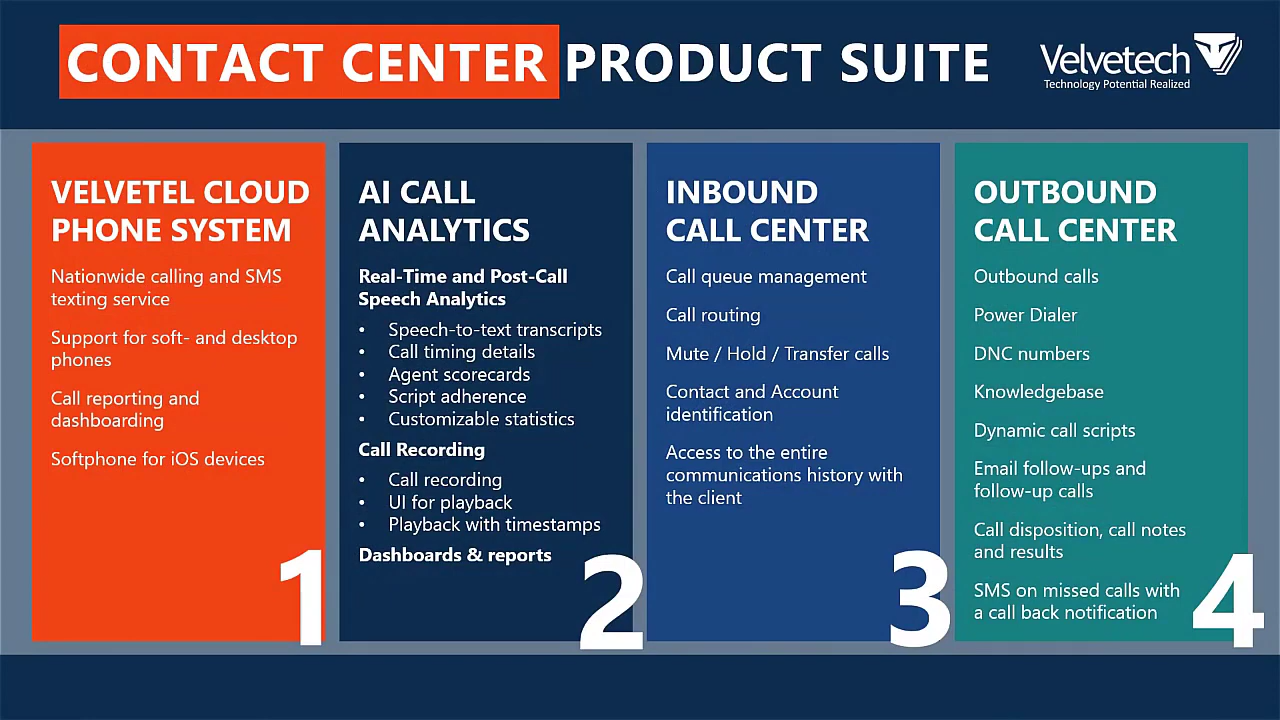 CONTACT CENTER PRODUCT SUITE
Velvetech
Technology Potential Realized
VELVETEL CLOUD
PHONE SYSTEM
Nationwide calling and SMS
texting service
Support for soft- and desktop
phones
Call reporting and
dashboarding
Softphone for iOS devices
1
AI CALL
ANALYTICS
Real-Time and Post-Call
Speech Analytics
• Speech-to-text transcripts
• Call timing details
• Agent scorecards
• Script adherence
• Customizable statistics
Call Recording
• Call recording
• UI for playback
• Playback with timestamps
Dashboards & reports
2
INBOUND
CALL CENTER
Call queue management
Call routing
Mute / Hold / Transfer calls
Contact and Account
identification
Access to the entire
communications history with
the client
3
OUTBOUND
CALL CENTER
Outbound calls
Power Dialer
DNC numbers
Knowledgebase
Dynamic call scripts
Email follow-ups and
follow-up calls
Call disposition, call notes
and results
SMS on missed calls with
a call back notification
4